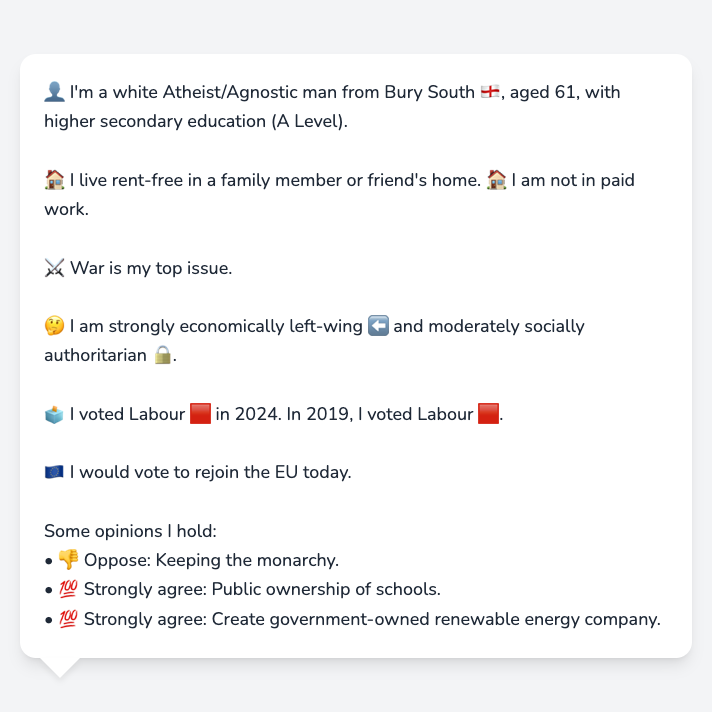 👤 I'm a white Atheist/Agnostic man from Bury South 🏴󠁧󠁢󠁥󠁮󠁧󠁿, aged 61, with
higher secondary education (A Level).
🏠 I live rent-free in a family member or friend's home. 🏠 I am not in paid
work.
⚔️ War is my top issue.
🤔 I am strongly economically left-wing ⬅️ and moderately socially
authoritarian 🔒.
🗳️ I voted Labour 🟥 in 2024. In 2019, I voted Labour 🟥.
🇪🇺 I would vote to rejoin the EU today.
Some opinions I hold:
• 👎 Oppose: Keeping the monarchy.
• 💯 Strongly agree: Public ownership of schools.
• 💯 Strongly agree: Create government-owned renewable energy company.